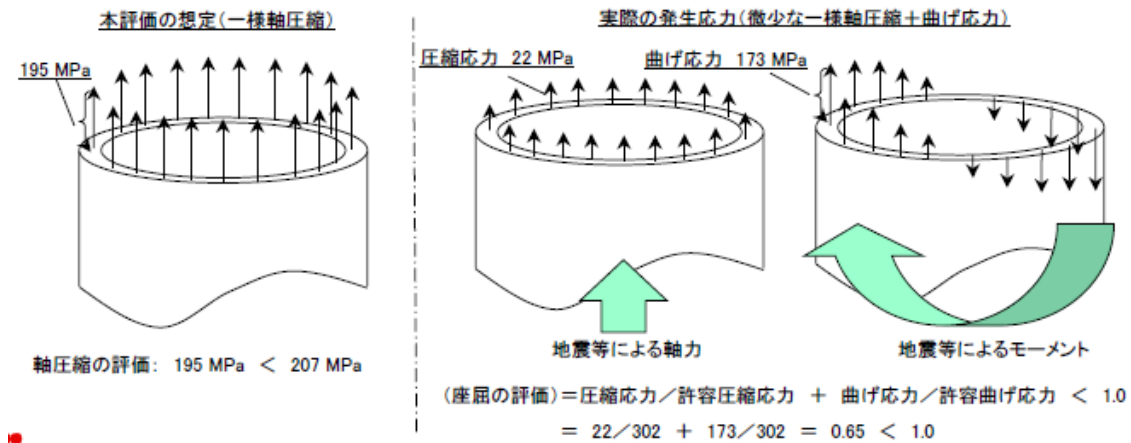 本評価の想定(一様軸圧縮)
195 MPa
軸圧縮の評価: 195 MPa < 207 MPa
実際の発生応力(微少な一様軸圧縮+曲げ応力)
圧縮応力 22 MPa
曲げ応力 173 MPa
地震等による軸力
地震等によるモーメント
(座屈の評価)=圧縮応力/許容圧縮応力 + 曲げ応力/許容曲げ応力 < 1.0
= 22/302 + 173/302 = 0.65 < 1.0